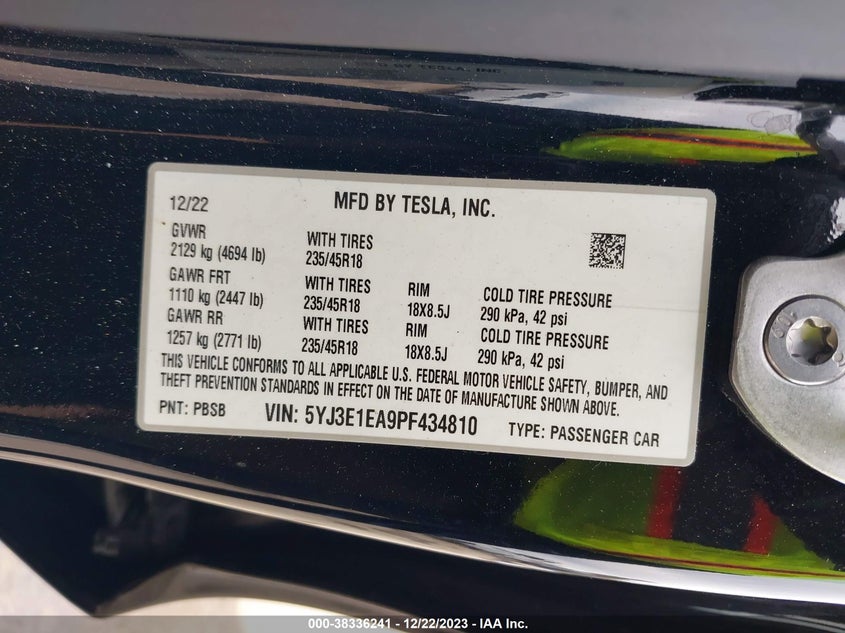 12/22 MFD BY TESLA, INC.
GVWR WITH TIRES
2129 kg (4694 lb) 235/45R18
GAWR FRT WITH TIRES RIM COLD TIRE PRESSURE
1110 kg (2447 lb) 235/45R18 18X8.5J 290 kPa, 42 psi
GAWR RR WITH TIRES RIM COLD TIRE PRESSURE
1257 kg (2771 lb) 235/45R18 18X8.5J 290 kPa, 42 psi
THIS VEHICLE CONFORMS TO ALL APPLICABLE U.S. FEDERAL MOTOR VEHICLE SAFETY, BUMPER, AND
THEFT PREVENTION STANDARDS IN EFFECT ON THE DATE OF MANUFACTURE SHOWN ABOVE.
PNT: PBSB VIN: 5YJ3E1EA9PF434810 TYPE: PASSENGER CAR
000-38336241 - 12/22/2023 - IAA Inc.